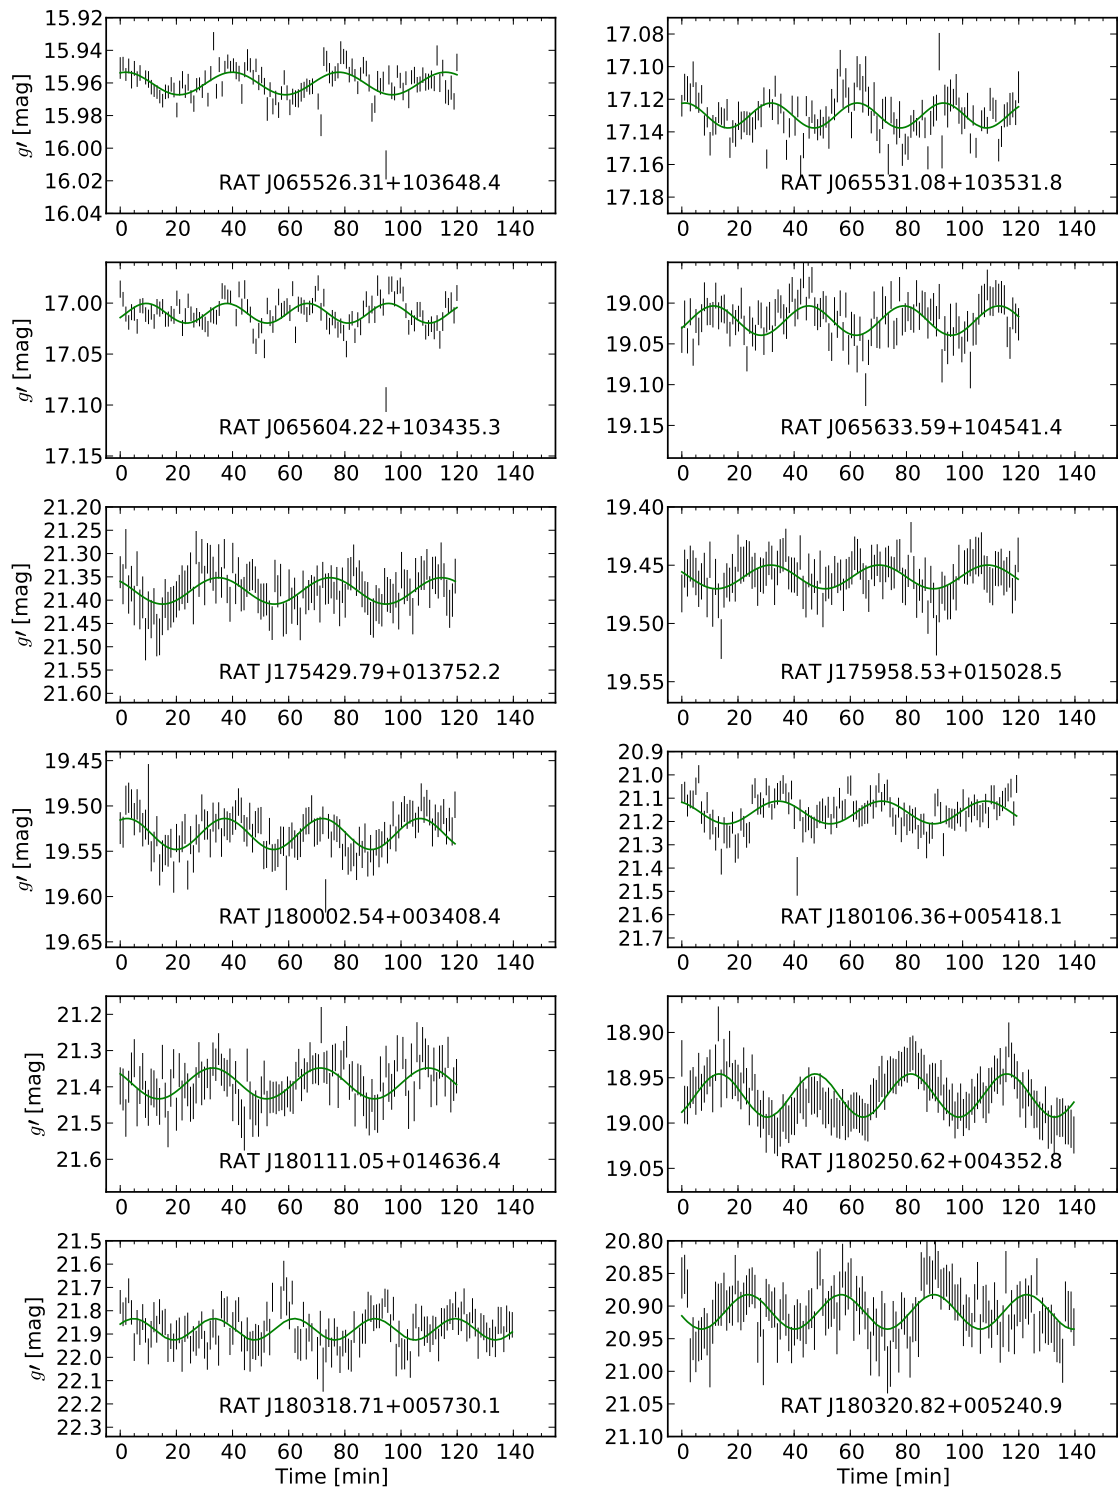 15.92
15.94
15.96
15.98
16.00
16.02
16.04
g′ [mag]
RAT J065526.31+103648.4
0 20 40 60 80 100 120 140
17.08
17.10
17.12
17.14
17.16
17.18
RAT J065531.08+103531.8
0 20 40 60 80 100 120 140
17.00
17.05
17.10
17.15
g′ [mag]
RAT J065604.22+103435.3
0 20 40 60 80 100 120 140
19.00
19.05
19.10
19.15
RAT J065633.59+104541.4
0 20 40 60 80 100 120 140
21.20
21.25
21.30
21.35
21.40
21.45
21.50
21.55
21.60
g′ [mag]
RAT J175429.79+013752.2
0 20 40 60 80 100 120 140
19.40
19.45
19.50
19.55
RAT J175958.53+015028.5
0 20 40 60 80 100 120 140
19.45
19.50
19.55
19.60
19.65
g′ [mag]
RAT J180002.54+003408.4
0 20 40 60 80 100 120 140
20.9
21.0
21.1
21.2
21.3
21.4
21.5
21.6
21.7
RAT J180106.36+005418.1
0 20 40 60 80 100 120 140
21.2
21.3
21.4
21.5
21.6
g′ [mag]
RAT J180111.05+014636.4
0 20 40 60 80 100 120 140
18.90
18.95
19.00
19.05
RAT J180250.62+004352.8
0 20 40 60 80 100 120 140
21.5
21.6
21.7
21.8
21.9
22.0
22.1
22.2
22.3
g′ [mag]
RAT J180318.71+005730.1
0 20 40 60 80 100 120 140
Time [min]
20.80
20.85
20.90
20.95
21.00
21.05
21.10
RAT J180320.82+005240.9
0 20 40 60 80 100 120 140
Time [min]